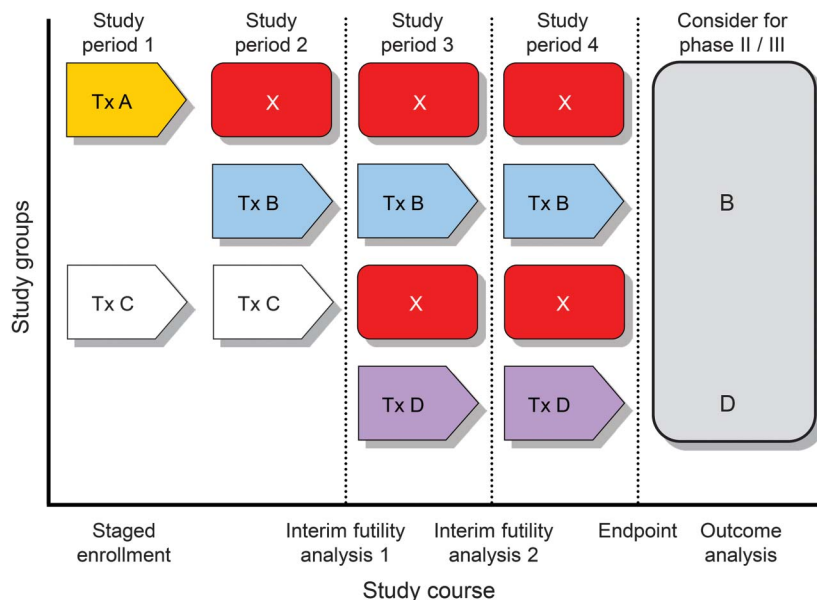 Study period 1
Study period 2
Study period 3
Study period 4
Consider for phase II / III
Tx A
X
X
X
Tx B
Tx B
Tx B
B
Tx C
Tx C
X
X
Tx D
Tx D
D
Study groups
Staged enrollment
Interim futility analysis 1
Interim futility analysis 2
Endpoint
Outcome analysis
Study course